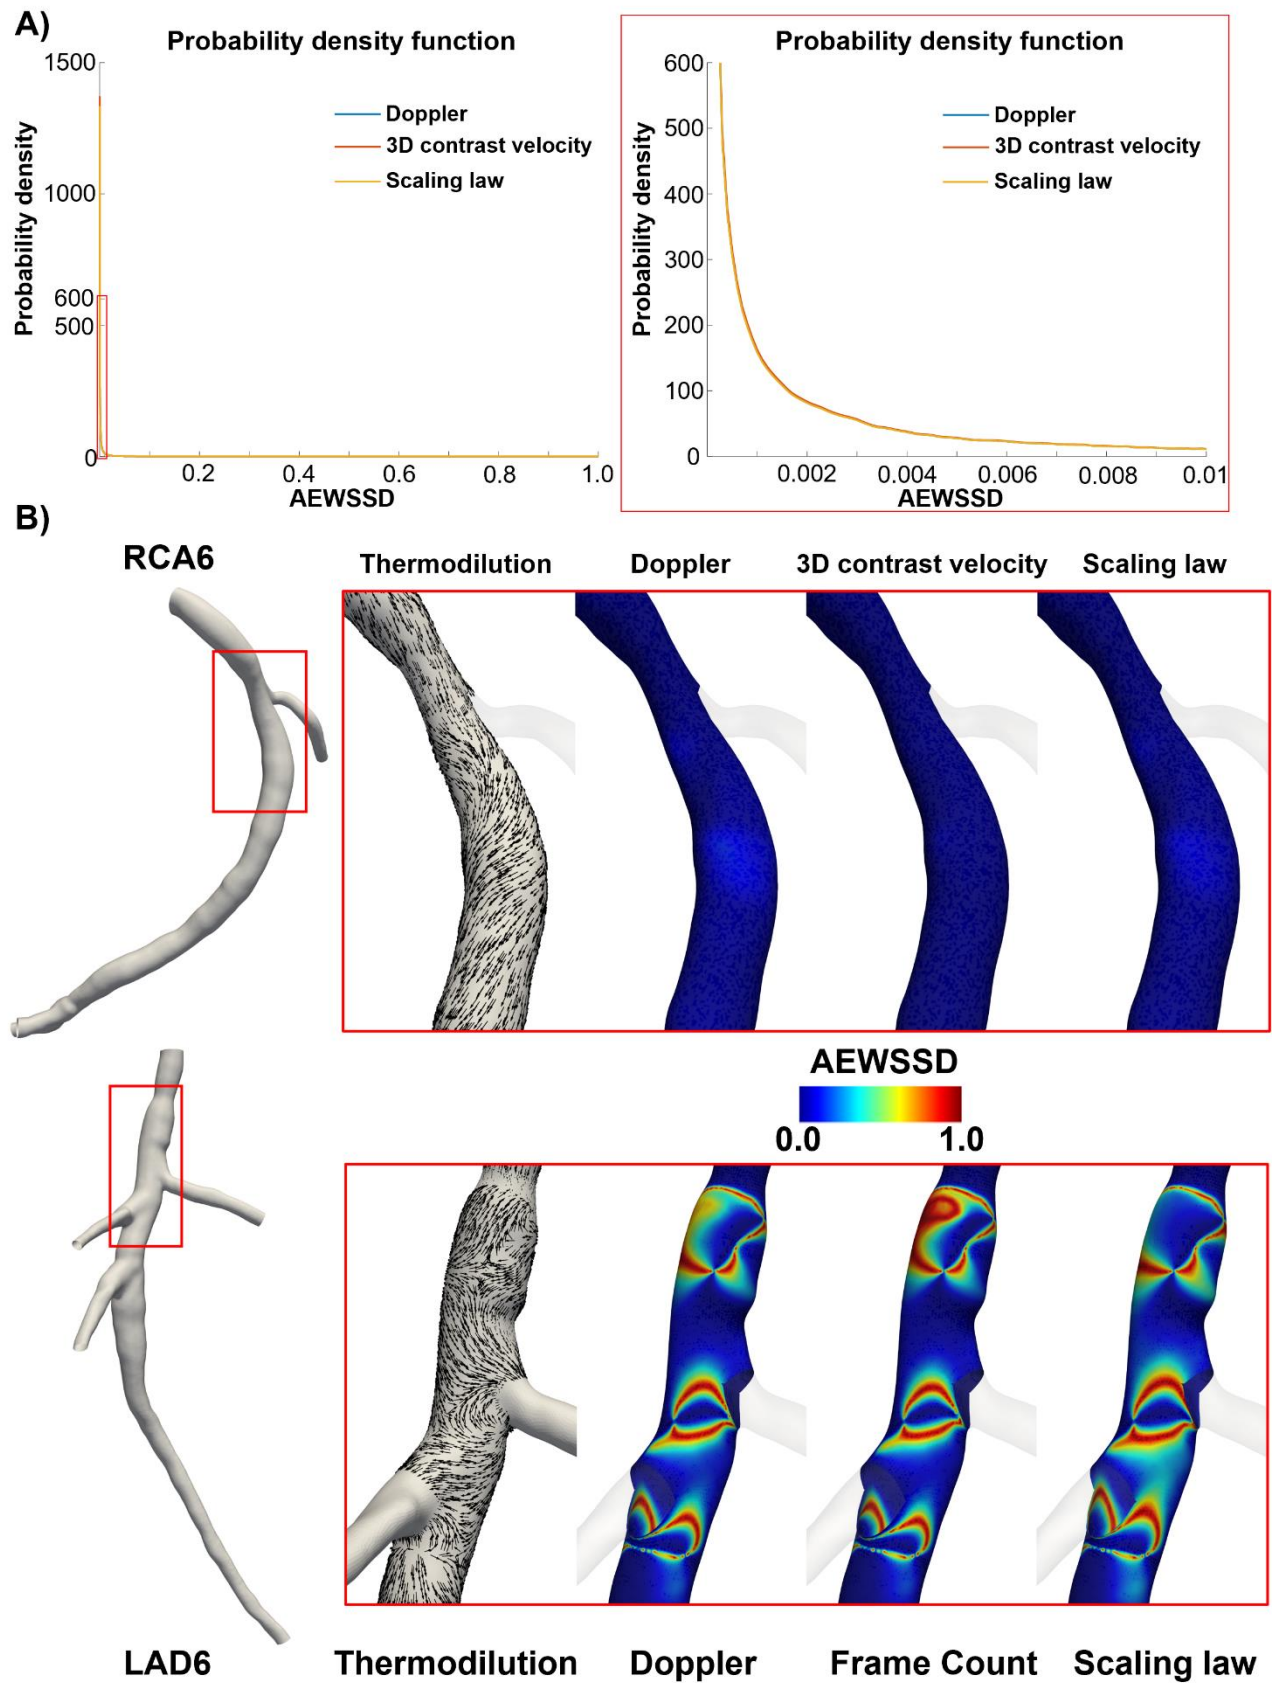 A)
Probability density function
1500
1000
600
500
0
Probability density
Doppler
3D contrast velocity
Scaling law
0.2 0.4 0.6 0.8 1.0
AEWSSD
Probability density function
600
500
400
300
200
100
0
Probability density
Doppler
3D contrast velocity
Scaling law
0.002 0.004 0.006 0.008 0.01
AEWSSD
B)
RCA6
Thermodilution Doppler 3D contrast velocity Scaling law
AEWSSD
0.0 1.0
LAD6 Thermodilution Doppler Frame Count Scaling law